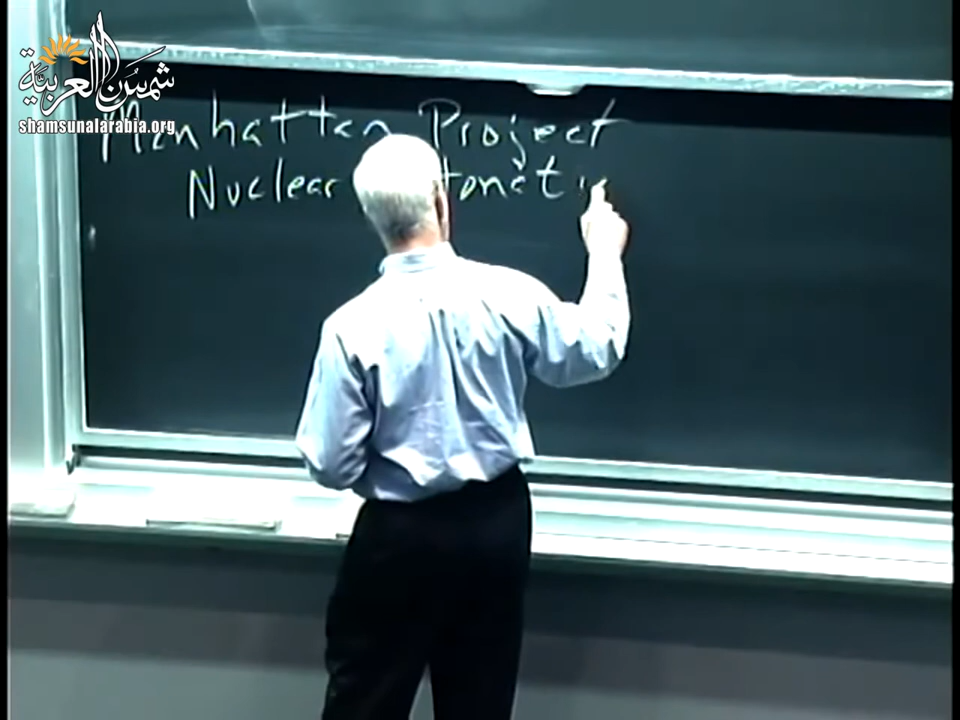 شمس العربية
shamsunalarabia.org
Manhattan Project
Nuclear